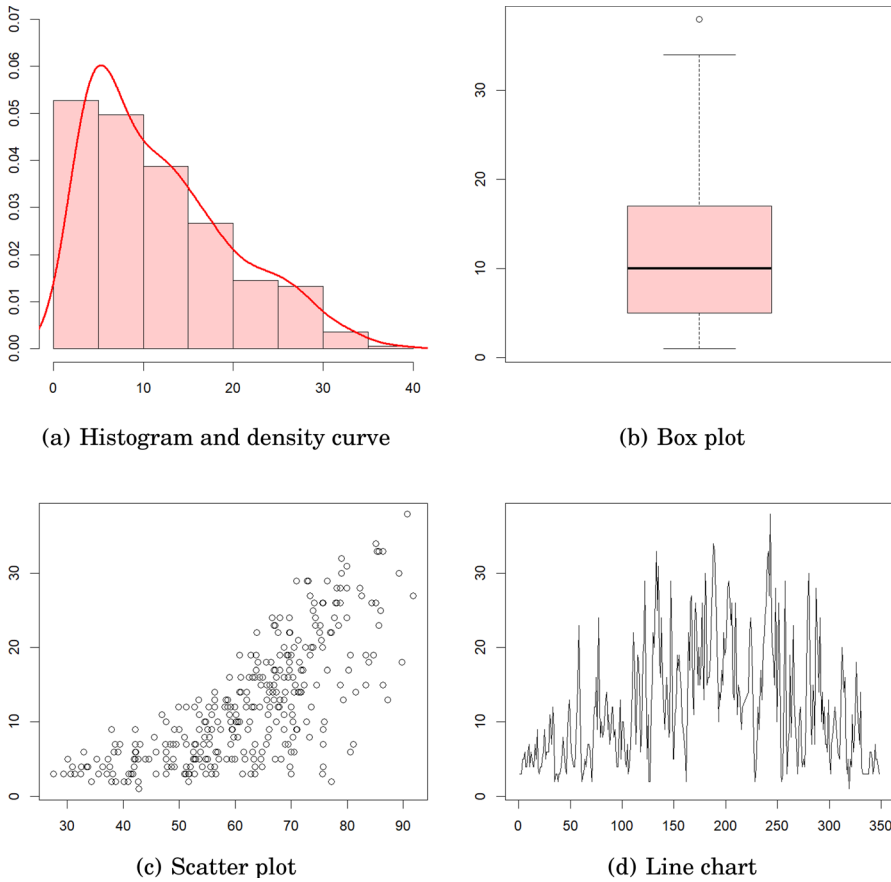 0.00 0.01 0.02 0.03 0.04 0.05 0.06 0.07
0 10 20 30 40
(a) Histogram and density curve
0 10 20 30
(b) Box plot
0 10 20 30
30 40 50 60 70 80 90
(c) Scatter plot
0 10 20 30
0 50 100 150 200 250 300 350
(d) Line chart